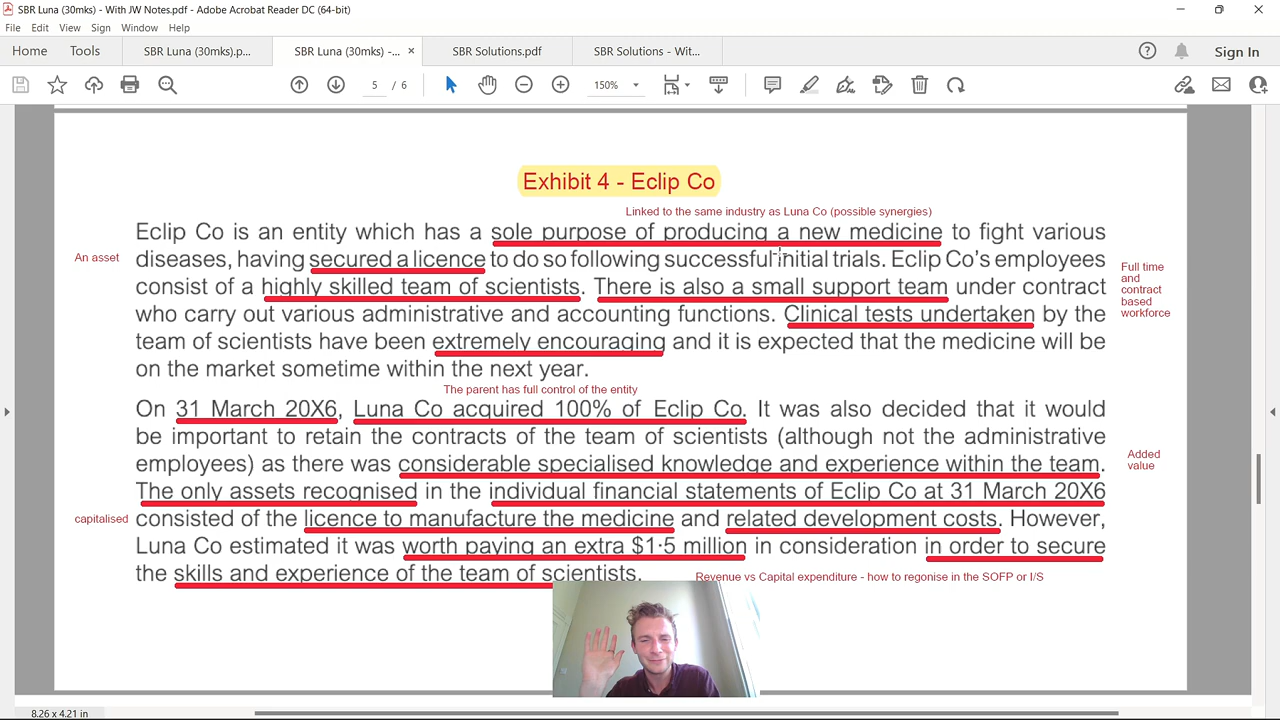 SBR Luna (30mks) - With JW Notes.pdf - Adobe Acrobat Reader DC (64-bit)
File Edit View Sign Window Help
Home Tools SBR Luna (30mks).p... SBR Luna (30mks) -... × SBR Solutions.pdf SBR Solutions - Wit... Sign In
5 / 6 150%
Exhibit 4 - Eclip Co
Linked to the same industry as Luna Co (possible synergies)
Eclip Co is an entity which has a sole purpose of producing a new medicine to fight various
An asset
diseases, having secured a licence to do so following successful initial trials. Eclip Co's employees
consist of a highly skilled team of scientists. There is also a small support team under contract
Full time
and
contract
based
workforce
who carry out various administrative and accounting functions. Clinical tests undertaken by the
team of scientists have been extremely encouraging and it is expected that the medicine will be
on the market sometime within the next year.
The parent has full control of the entity
On 31 March 20X6, Luna Co acquired 100% of Eclip Co. It was also decided that it would
be important to retain the contracts of the team of scientists (although not the administrative
employees) as there was considerable specialised knowledge and experience within the team.
Added
value
The only assets recognised in the individual financial statements of Eclip Co at 31 March 20X6
capitalised
consisted of the licence to manufacture the medicine and related development costs. However,
Luna Co estimated it was worth paying an extra $1·5 million in consideration in order to secure
the skills and experience of the team of scientists.
Revenue vs Capital expenditure - how to regonise in the SOFP or I/S
8.26 x 4.21 in